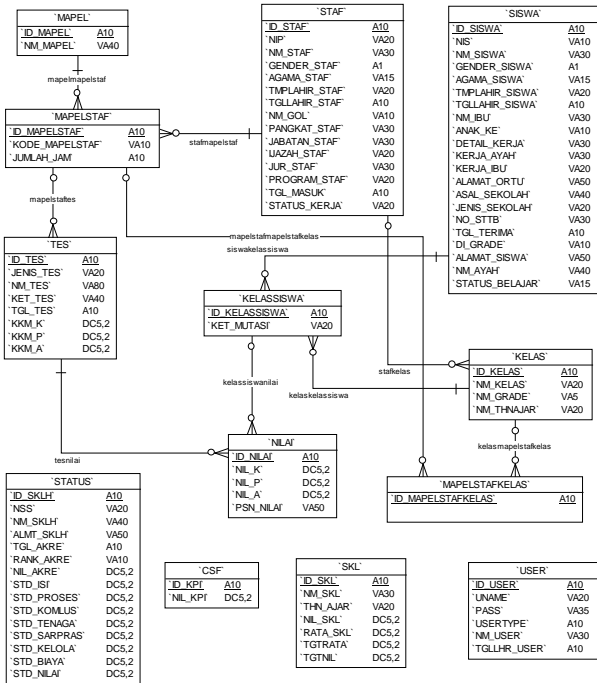 `MAPEL`
`ID_MAPEL` A10
`NM_MAPEL` VA40
mapelmapelstaf
`MAPELSTAF`
`ID_MAPELSTAF` A10
`KODE_MAPELSTAF` VA10
`JUMLAH_JAM` A10
stafmapelstaf
mapelstaftes
`STAF`
`ID_STAF` A10
`NIP` VA20
`NM_STAF` VA30
`GENDER_STAF` A1
`AGAMA_STAF` VA15
`TMPLAHIR_STAF` VA20
`TGLLAHIR_STAF` A10
`NM_GOL` VA10
`PANGKAT_STAF` VA30
`JABATAN_STAF` VA30
`IJAZAH_STAF` VA20
`JUR_STAF` VA30
`PROGRAM_STAF` VA20
`TGL_MASUK` A10
`STATUS_KERJA` VA20
`SISWA`
`ID_SISWA` A10
`NIS` VA10
`NM_SISWA` VA30
`GENDER_SISWA` A1
`AGAMA_SISWA` VA15
`TMPLAHIR_SISWA` VA20
`TGLLAHIR_SISWA` A10
`NM_IBU` VA30
`ANAK_KE` VA10
`DETAIL_KERJA` VA30
`KERJA_AYAH` VA30
`KERJA_IBU` VA20
`ALAMAT_ORTU` VA50
`ASAL_SEKOLAH` VA40
`JENIS_SEKOLAH` VA20
`NO_STTB` VA30
`TGL_TERIMA` A10
`DI_GRADE` VA10
`ALAMAT_SISWA` VA50
`NM_AYAH` VA40
`STATUS_BELAJAR` VA15
mapelstafmapelstafkelas
siswakelassiswa
`TES`
`ID_TES` A10
`JENIS_TES` VA20
`NM_TES` VA80
`KET_TES` VA40
`TGL_TES` A10
`KKM_K` DC5,2
`KKM_P` DC5,2
`KKM_A` DC5,2
`KELASSISWA`
`ID_KELASSISWA` A10
`KET_MUTASI` VA20
kelassiswanilai
kelaskelassiswa
stafkelas
`KELAS`
`ID_KELAS` A10
`NM_KELAS` VA20
`NM_GRADE` VA5
`NM_THNAJAR` VA20
kelasmapelstafkelas
tesnilai
`NILAI`
`ID_NILAI` A10
`NIL_K` DC5,2
`NIL_P` DC5,2
`NIL_A` DC5,2
`PSN_NILAI` VA50
`MAPELSTAFKELAS`
`ID_MAPELSTAFKELAS` A10
`STATUS`
`ID_SKLH` A10
`NSS` VA20
`NM_SKLH` VA40
`ALMT_SKLH` VA50
`TGL_AKRE` A10
`RANK_AKRE` VA10
`NIL_AKRE` DC5,2
`STD_ISI` DC5,2
`STD_PROSES` DC5,2
`STD_KOMLUS` DC5,2
`STD_TENAGA` DC5,2
`STD_SARPRAS` DC5,2
`STD_KELOLA` DC5,2
`STD_BIAYA` DC5,2
`STD_NILAI` DC5,2
`CSF`
`ID_KPI` A10
`NIL_KPI` DC5,2
`SKL`
`ID_SKL` A10
`NM_SKL` VA30
`THN_AJAR` VA20
`NIL_SKL` DC5,2
`RATA_SKL` DC5,2
`TGTRATA` DC5,2
`TGTNIL` DC5,2
`USER`
`ID_USER` A10
`UNAME` VA20
`PASS` VA35
`USERTYPE` A10
`NM_USER` VA30
`TGLLHR_USER` A10